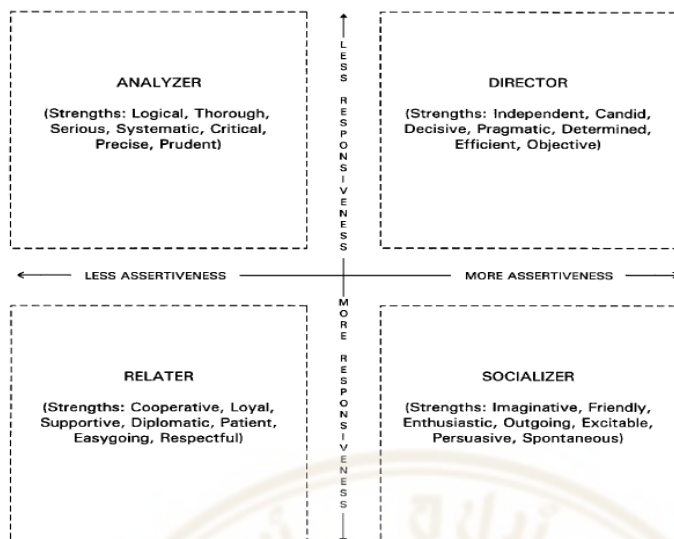 ANALYZER
(Strengths: Logical, Thorough,
Serious, Systematic, Critical,
Precise, Prudent)
LESS RESPONSIVENESS
DIRECTOR
(Strengths: Independent, Candid,
Decisive, Pragmatic, Determined,
Efficient, Objective)
LESS ASSERTIVENESS
MORE ASSERTIVENESS
RELATER
(Strengths: Cooperative, Loyal,
Supportive, Diplomatic, Patient,
Easygoing, Respectful)
MORE RESPONSIVENESS
SOCIALIZER
(Strengths: Imaginative, Friendly,
Enthusiastic, Outgoing, Excitable,
Persuasive, Spontaneous)